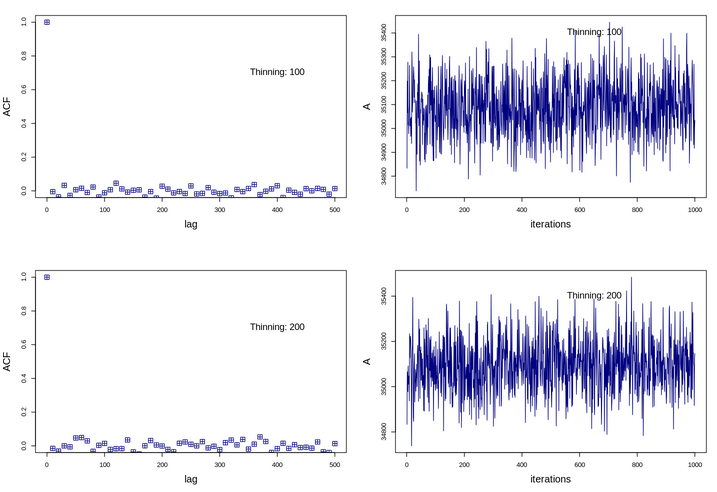 ACF
1.0
0.8
0.6
0.4
0.2
0.0
Thinning: 100
0 100 200 300 400 500
lag
A
35400
35300
35200
35100
35000
34900
34800
Thinning: 100
0 200 400 600 800 1000
iterations
ACF
1.0
0.8
0.6
0.4
0.2
0.0
Thinning: 200
0 100 200 300 400 500
lag
A
35400
35200
35000
34800
Thinning: 200
0 200 400 600 800 1000
iterations